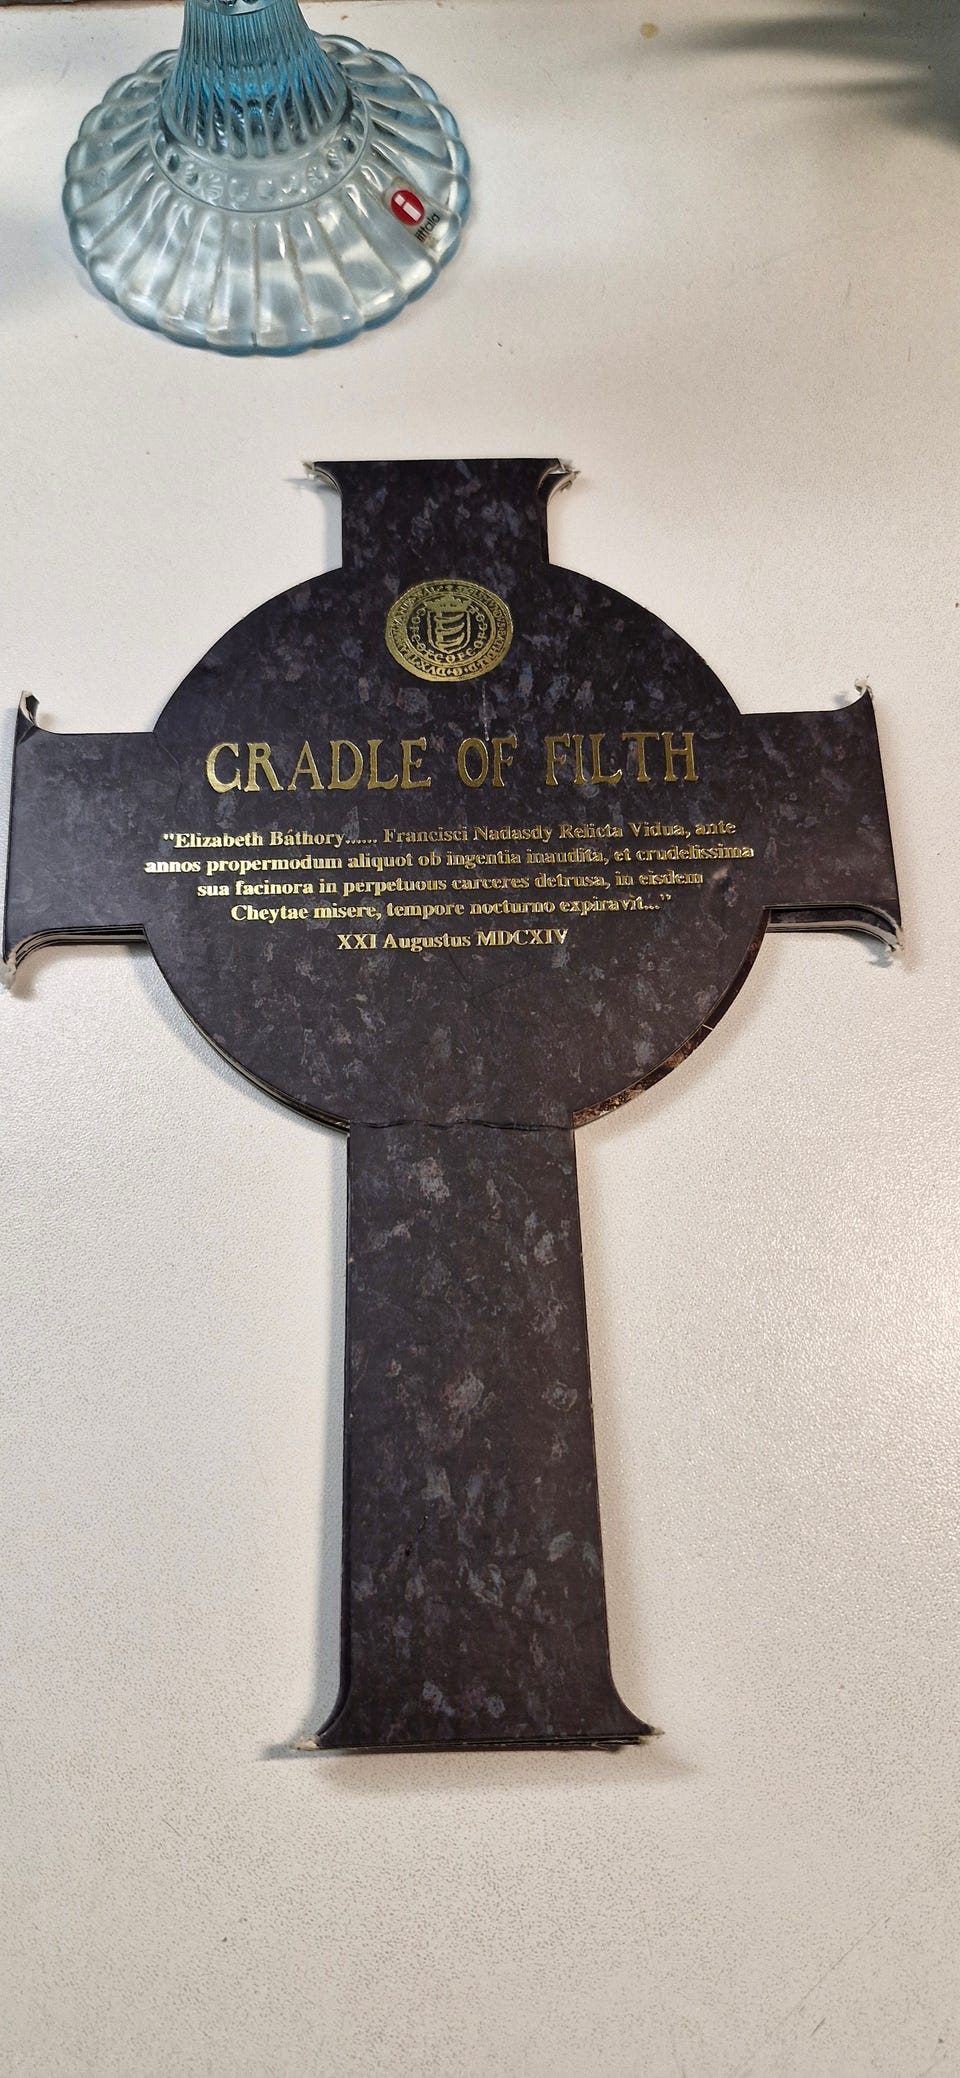 i
iittala
CRADLE OF FILTH
"Elizabeth Báthory...... Francisci Nadasdy Relicta Vidua, ante
annos propermodum aliquot ob ingentia inaudita, et crudelissima
sua facinora in perpetuous carceres detrusa, in eisdem
Cheytae misere, tempore nocturno expiravit..."
XXI Augustus MDCXIV